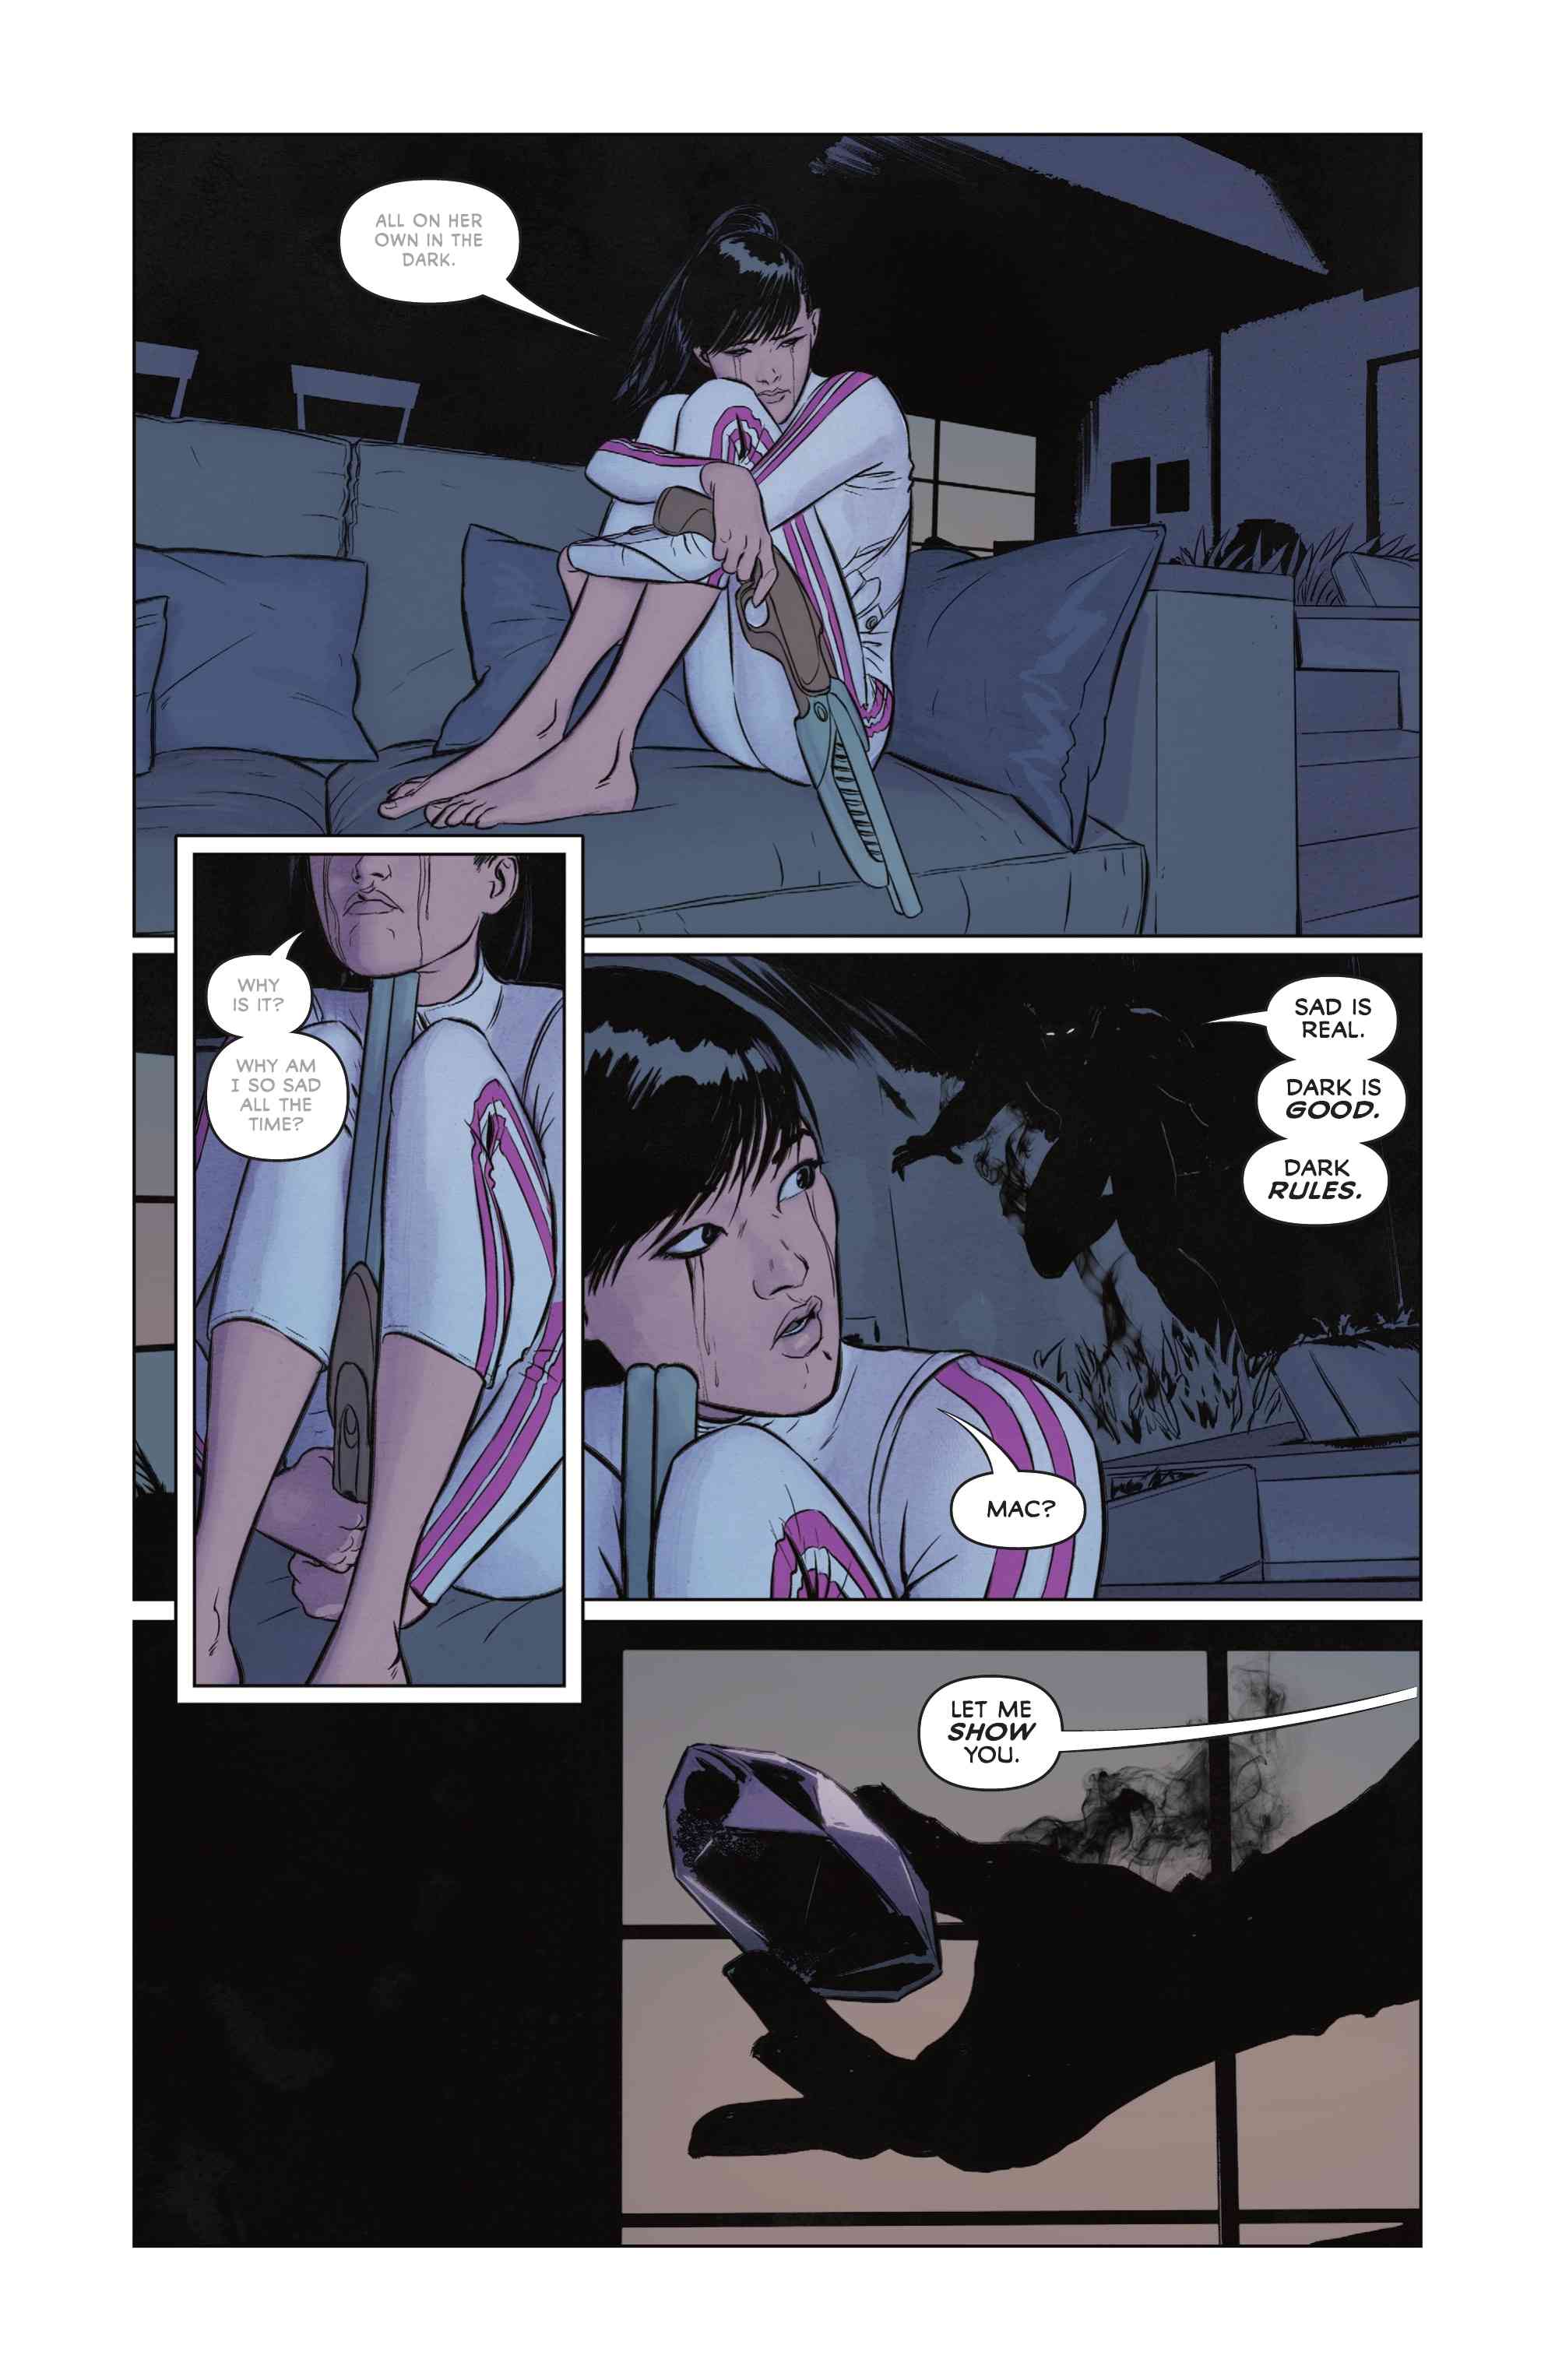 ALL ON HER
OWN IN THE
DARK.
WHY
IS IT?
WHY AM
I SO SAD
ALL THE
TIME?
SAD IS
REAL.
DARK IS
GOOD.
DARK
RULES.
MAC?
LET ME
SHOW
YOU.